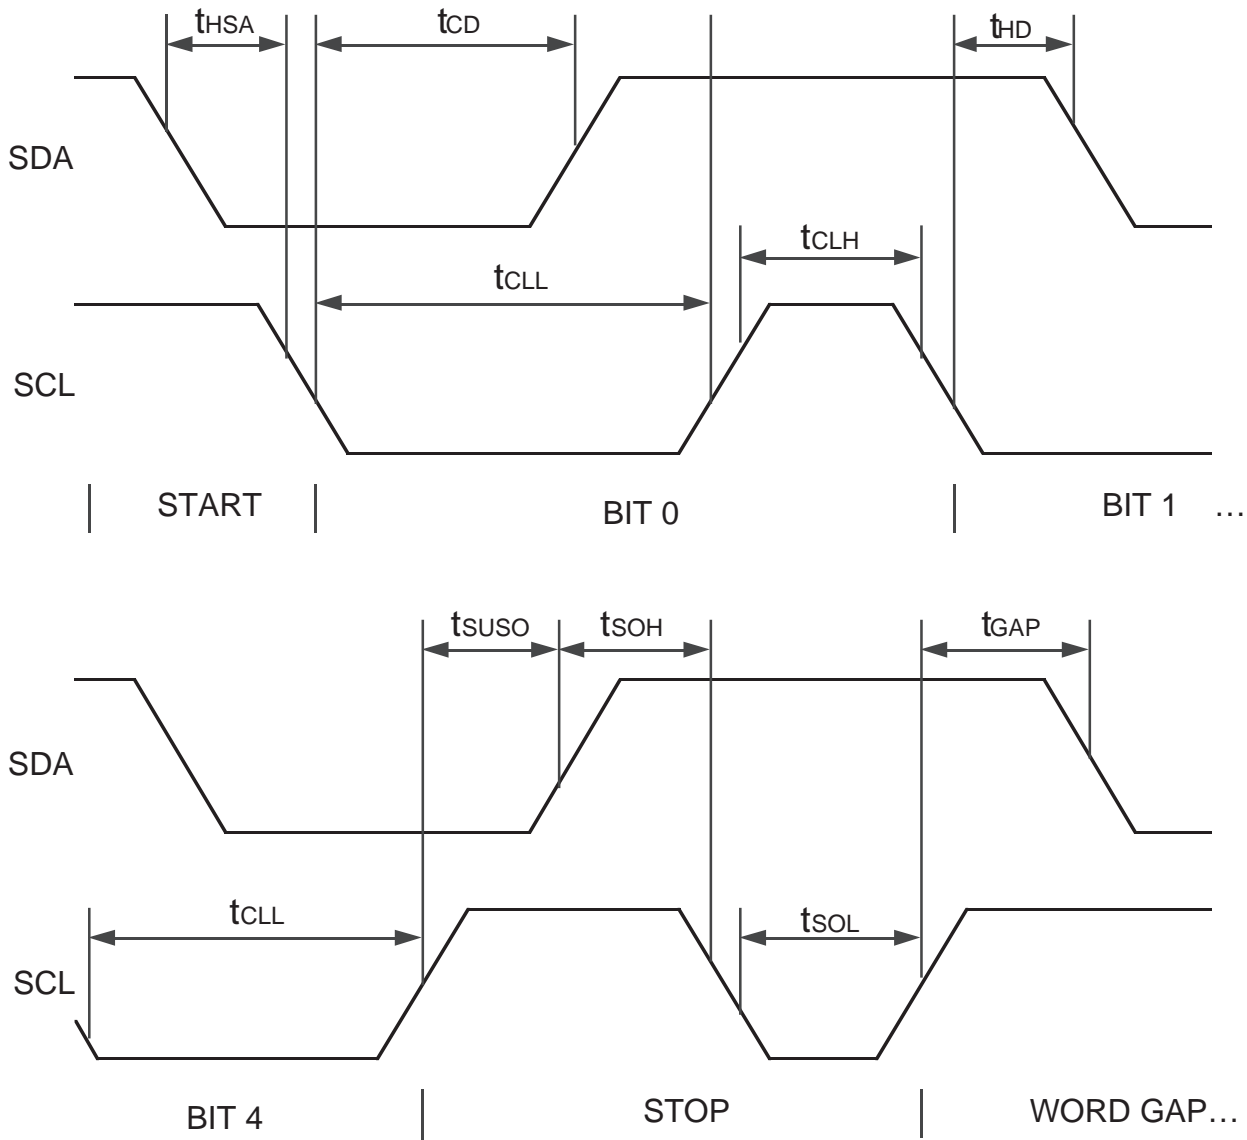 tHSA tCD tHD
SDA
tCLH
tCLL
SCL
START BIT 0 BIT 1 …
tSUSO tSOH tGAP
SDA
tCLL tSOL
SCL
BIT 4 STOP WORD GAP…